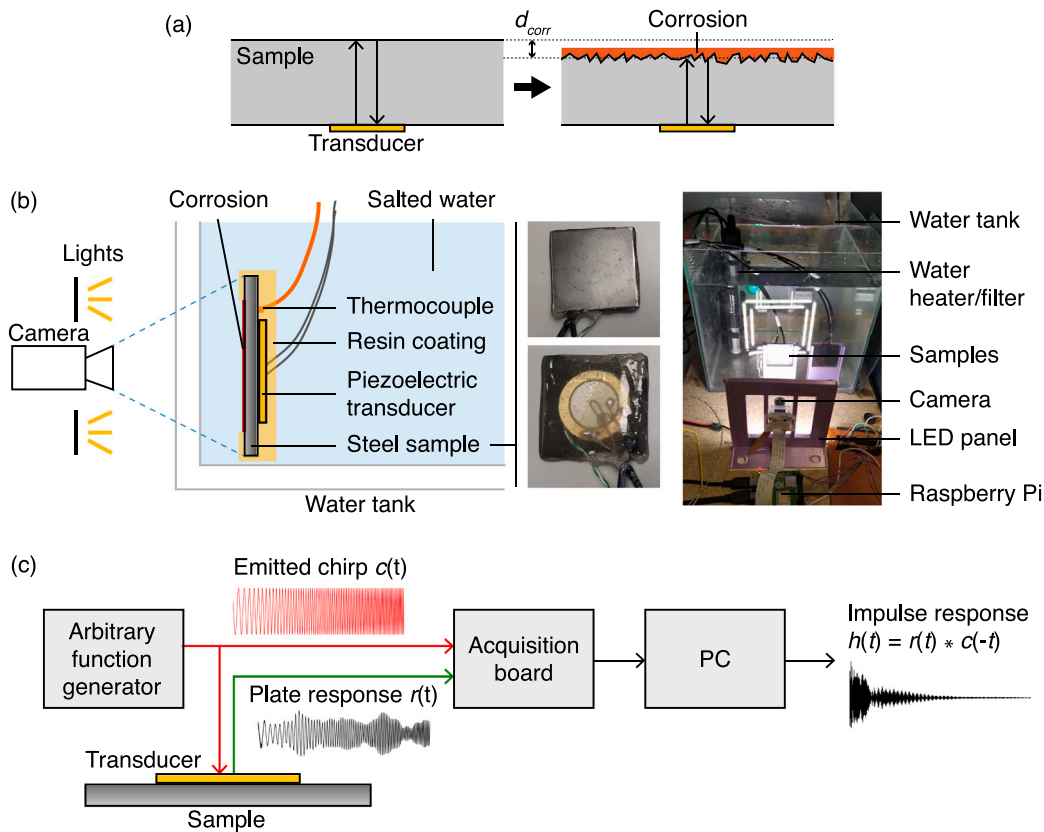 (a)
d_corr
Corrosion
Sample
Transducer
(b)
Corrosion
Salted water
Lights
Camera
Thermocouple
Resin coating
Piezoelectric
transducer
Steel sample
Water tank
Water tank
Water
heater/filter
Samples
Camera
LED panel
Raspberry Pi
(c)
Emitted chirp c(t)
Arbitrary
function
generator
Acquisition
board
PC
Impulse response
h(t) = r(t) * c(-t)
Plate response r(t)
Transducer
Sample